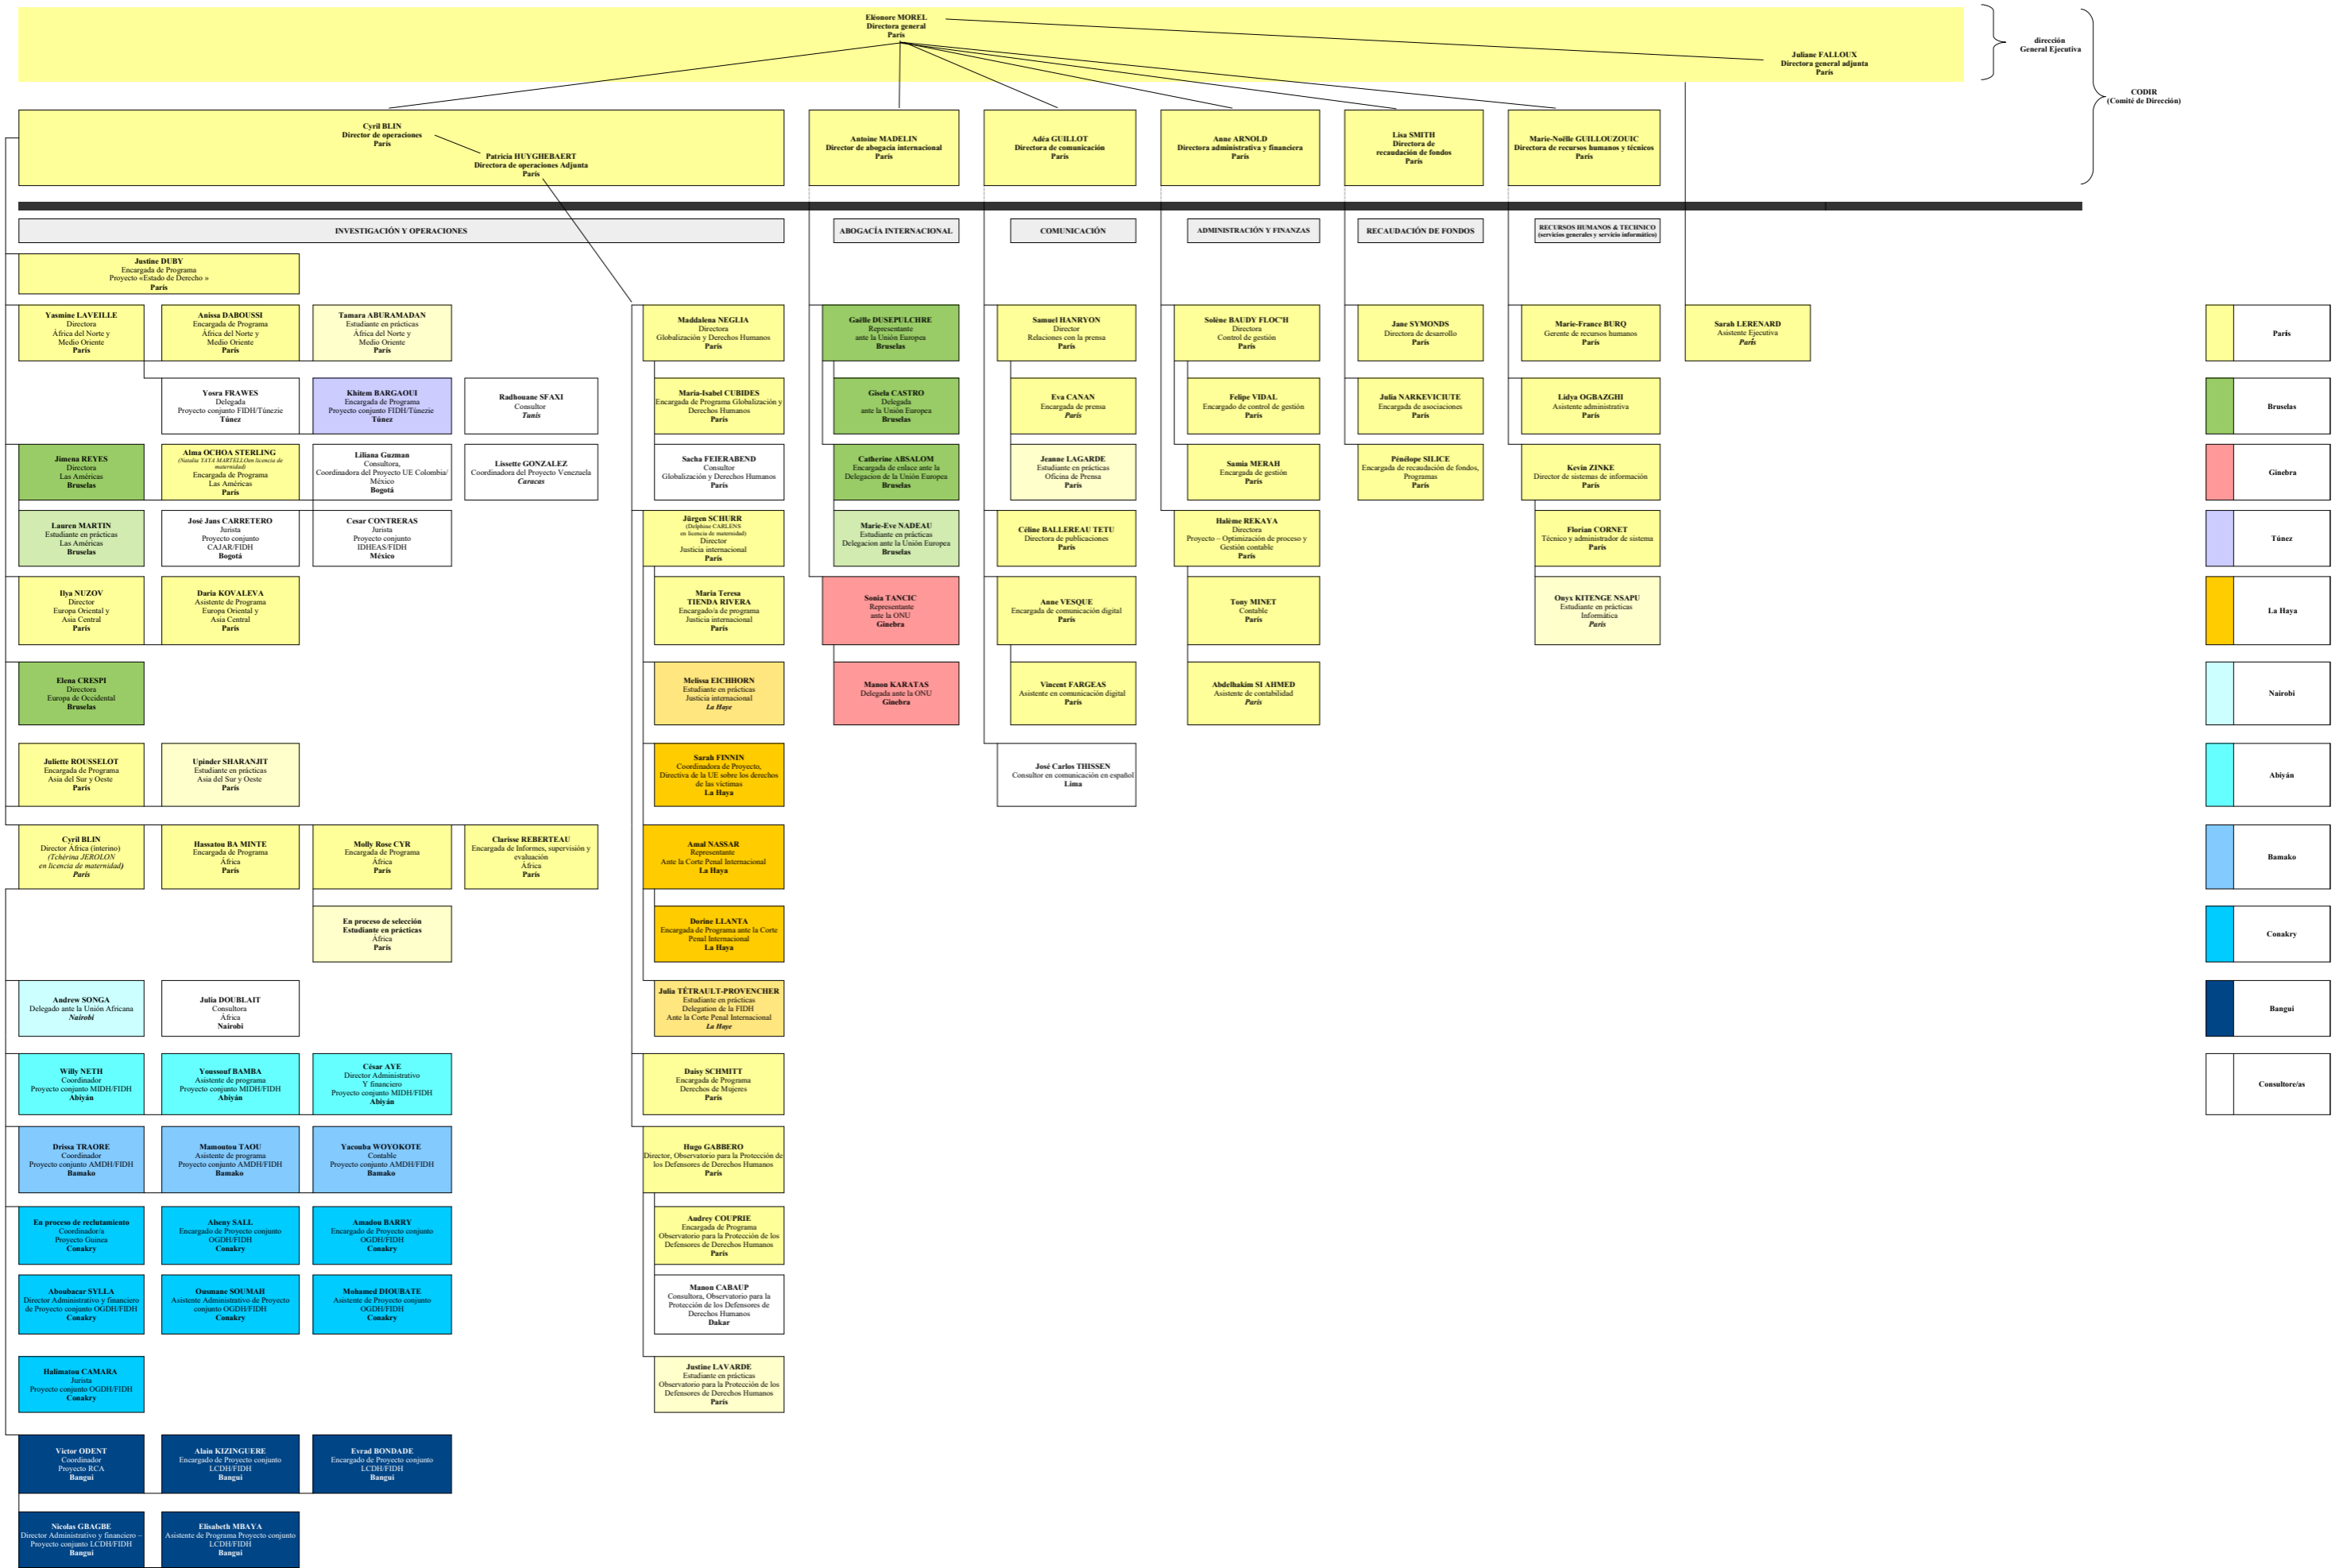 Eléonore MOREL
Directora general
París
Juliane FALLOUX
Directora general adjunta
París
dirección
General Ejecutiva
CODIR
(Comité de Dirección)
Cyril BLIN
Director de operaciones
París
Patricia HUYGHEBAERT
Directora de operaciones Adjunta
París
Antoine MADELIN
Director de abogacía internacional
París
Adéa GUILLOT
Directora de comunicación
París
Anne ARNOLD
Directora administrativa y financiera
París
Lisa SMITH
Directora de
recaudación de fondos
París
Marie-Noëlle GUILLOUZOUIC
Directora de recursos humanos y técnicos
París
INVESTIGACIÓN Y OPERACIONES
ABOGACÍA INTERNACIONAL
COMUNICACIÓN
ADMINISTRACIÓN Y FINANZAS
RECAUDACIÓN DE FONDOS
RECURSOS HUMANOS & TECHNICO
(servicios generales y servicio informático)
Justine DUBY
Encargada de Programa
Proyecto «Estado de Derecho »
París
Yasmine LAVEILLE
Directora
África del Norte y
Medio Oriente
París
Anissa DABOUSSI
Encargada de Programa
África del Norte y
Medio Oriente
París
Tamara ABURAMADAN
Estudiante en prácticas
África del Norte y
Medio Oriente
París
Maddalena NEGLIA
Directora
Globalización y Derechos Humanos
París
Gaëlle DUSEPULCHRE
Representante
ante la Unión Europea
Bruselas
Samuel HANRYON
Director
Relaciones con la prensa
París
Solène BAUDY FLOC'H
Directora
Control de gestión
París
Jane SYMONDS
Directora de desarrollo
París
Marie-France BURQ
Gerente de recursos humanos
París
Sarah LERENARD
Asistente Ejecutiva
París
París
Yosra FRAWES
Delegada
Proyecto conjunto FIDH/Túnezie
Túnez
Khitem BARGAOUI
Encargada de Programa
Proyecto conjunto FIDH/Túnezie
Túnez
Radhouane SFAXI
Consultor
Tunis
Maria-Isabel CUBIDES
Encargada de Programa Globalización y
Derechos Humanos
París
Gisela CASTRO
Delegada
ante la Unión Europea
Bruselas
Eva CANAN
Encargada de prensa
París
Felipe VIDAL
Encargado de control de gestión
París
Julia NARKEVICIUTE
Encargada de asociaciones
París
Lidya OGBAZGHI
Asistente administrativa
París
Bruselas
Jimena REYES
Directora
Las Américas
Bruselas
Alma OCHOA STERLING
(Natalia YAYA MARTELLOen licencia de
maternidad)
Encargada de Programa
Las Américas
París
Liliana Guzman
Consultora,
Coordinadora del Proyecto UE Colombia/
México
Bogotá
Lissette GONZALEZ
Coordinadora del Proyecto Venezuela
Caracas
Sacha FEIERABEND
Consultor
Globalización y Derechos Humanos
París
Catherine ABSALOM
Encargada de enlace ante la
Delegacion de la Unión Europea
Bruselas
Jeanne LAGARDE
Estudiante en prácticas
Oficina de Prensa
París
Samia MERAH
Encargada de gestión
París
Pénélope SILICE
Encargada de recaudación de fondos,
Programas
París
Kevin ZINKE
Director de sistemas de información
París
Ginebra
Lauren MARTIN
Estudiante en prácticas
Las Américas
Bruselas
José Jans CARRETERO
Jurista
Proyecto conjunto
CAJAR/FIDH
Bogotá
Cesar CONTRERAS
Jurista
Proyecto conjunto
IDHEAS/FIDH
México
Jürgen SCHURR
(Delphine CARLENS
en licencia de maternidad)
Director
Justicia internacional
París
Marie-Eve NADEAU
Estudiante en prácticas
Delegacion ante la Unión Europea
Bruselas
Céline BALLEREAU TETU
Directora de publicaciones
París
Halème REKAYA
Directora
Proyecto – Optimización de proceso y
Gestión contable
París
Florian CORNET
Técnico y administrador de sistema
París
Túnez
Ilya NUZOV
Director
Europa Oriental y
Asia Central
París
Daria KOVALEVA
Asistente de Programa
Europa Oriental y
Asia Central
París
Maria Teresa
TIENDA RIVERA
Encargado/a de programa
Justicia internacional
París
Sonia TANCIC
Representante
ante la ONU
Ginebra
Anne VESQUE
Encargada de comunicación digital
París
Tony MINET
Contable
París
Onyx KITENGE NSAPU
Estudiante en prácticas
Informática
París
La Haya
Elena CRESPI
Directora
Europa de Occidental
Bruselas
Melissa EICHHORN
Estudiante en prácticas
Justicia internacional
La Haye
Manon KARATAS
Delegada ante la ONU
Ginebra
Vincent FARGEAS
Asistente en comunicación digital
París
Abdelhakim SI AHMED
Asistente de contabilidad
París
Nairobi
Juliette ROUSSELOT
Encargada de Programa
Asia del Sur y Oeste
París
Upinder SHARANJIT
Estudiante en prácticas
Asia del Sur y Oeste
París
Sarah FINNIN
Coordinadora de Proyecto,
Directiva de la UE sobre los derechos
de las víctimas
La Haya
José Carlos THISSEN
Consultor en comunicación en español
Lima
Abiyán
Cyril BLIN
Director África (interino)
(Tchérina JEROLON
en licencia de maternidad)
París
Hassatou BA MINTE
Encargada de Programa
África
París
Molly Rose CYR
Encargada de Programa
África
París
Clarisse REBERTEAU
Encargada de Informes, supervisión y
evaluación
África
París
Amal NASSAR
Representante
Ante la Corte Penal Internacional
La Haya
Bamako
En proceso de selección
Estudiante en prácticas
África
París
Dorine LLANTA
Encargada de Programa ante la Corte
Penal Internacional
La Haya
Conakry
Andrew SONGA
Delegado ante la Unión Africana
Nairobi
Julia DOUBLAIT
Consultora
África
Nairobi
Julia TÉTRAULT-PROVENCHER
Estudiante en prácticas
Delegation de la FIDH
Ante la Corte Penal Internacional
La Haye
Bangui
Willy NETH
Coordinador
Proyecto conjunto MIDH/FIDH
Abiyán
Youssouf BAMBA
Asistente de programa
Proyecto conjunto MIDH/FIDH
Abiyán
César AYE
Director Administrativo
Y financiero
Proyecto conjunto MIDH/FIDH
Abiyán
Daisy SCHMITT
Encargada de Programa
Derechos de Mujeres
París
Consultore/as
Drissa TRAORE
Coordinador
Proyecto conjunto AMDH/FIDH
Bamako
Mamoutou TAOU
Asistente de programa
Proyecto conjunto AMDH/FIDH
Bamako
Yacouba WOYOKOTE
Contable
Proyecto conjunto AMDH/FIDH
Bamako
Hugo GABBERO
Director, Observatorio para la Protección de
los Defensores de Derechos Humanos
París
En proceso de reclutamiento
Coordinador/a
Proyecto Guinea
Conakry
Alseny SALL
Encargado de Proyecto conjunto
OGDH/FIDH
Conakry
Amadou BARRY
Encargado de Proyecto conjunto
OGDH/FIDH
Conakry
Audrey COUPRIE
Encargada de Programa
Observatorio para la Protección de los
Defensores de Derechos Humanos
París
Aboubacar SYLLA
Director Administrativo y financiero
de Proyecto conjunto OGDH/FIDH
Conakry
Ousmane SOUMAH
Asistente Administrativo de Proyecto
conjunto OGDH/FIDH
Conakry
Mohamed DIOUBATE
Asistente de Proyecto conjunto
OGDH/FIDH
Conakry
Manon CABAUP
Consultora, Observatorio para la
Protección de los Defensores de
Derechos Humanos
Dakar
Halimatou CAMARA
Jurista
Proyecto conjunto OGDH/FIDH
Conakry
Justine LAVARDE
Estudiante en prácticas
Observatorio para la Protección de los
Defensores de Derechos Humanos
París
Victor ODENT
Coordinador
Proyecto RCA
Bangui
Alain KIZINGUERE
Encargado de Proyecto conjunto
LCDH/FIDH
Bangui
Evrad BONDADE
Encargado de Proyecto conjunto
LCDH/FIDH
Bangui
Nicolas GBAGBE
Director Administrativo y financiero –
Proyecto conjunto LCDH/FIDH
Bangui
Elisabeth MBAYA
Asistente de Programa Proyecto conjunto
LCDH/FIDH
Bangui